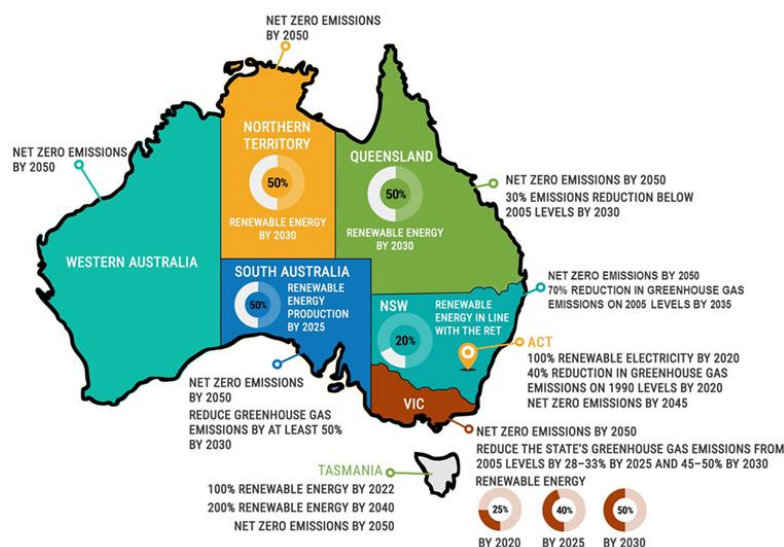 NET ZERO EMISSIONS
BY 2050
NORTHERN
TERRITORY
50%
RENEWABLE ENERGY
BY 2030
NET ZERO EMISSIONS
BY 2050
WESTERN AUSTRALIA
QUEENSLAND
50%
RENEWABLE ENERGY
BY 2030
NET ZERO EMISSIONS BY 2050
30% EMISSIONS REDUCTION BELOW
2005 LEVELS BY 2030
SOUTH AUSTRALIA
50%
RENEWABLE
ENERGY
PRODUCTION
BY 2025
NET ZERO EMISSIONS
BY 2050
REDUCE GREENHOUSE GAS
EMISSIONS BY AT LEAST 50%
BY 2030
NSW
20%
RENEWABLE
ENERGY IN LINE
WITH THE RET
NET ZERO EMISSIONS BY 2050
70% REDUCTION IN GREENHOUSE GAS
EMISSIONS ON 2005 LEVELS BY 2035
ACT
100% RENEWABLE ELECTRICITY BY 2020
40% REDUCTION IN GREENHOUSE GAS
EMISSIONS ON 1990 LEVELS BY 2020
NET ZERO EMISSIONS BY 2045
VIC
NET ZERO EMISSIONS BY 2050
REDUCE THE STATE'S GREENHOUSE GAS EMISSIONS FROM
2005 LEVELS BY 28–33% BY 2025 AND 45–50% BY 2030
RENEWABLE ENERGY
25%
40%
50%
BY 2020
BY 2025
BY 2030
TASMANIA
100% RENEWABLE ENERGY BY 2022
200% RENEWABLE ENERGY BY 2040
NET ZERO EMISSIONS BY 2050